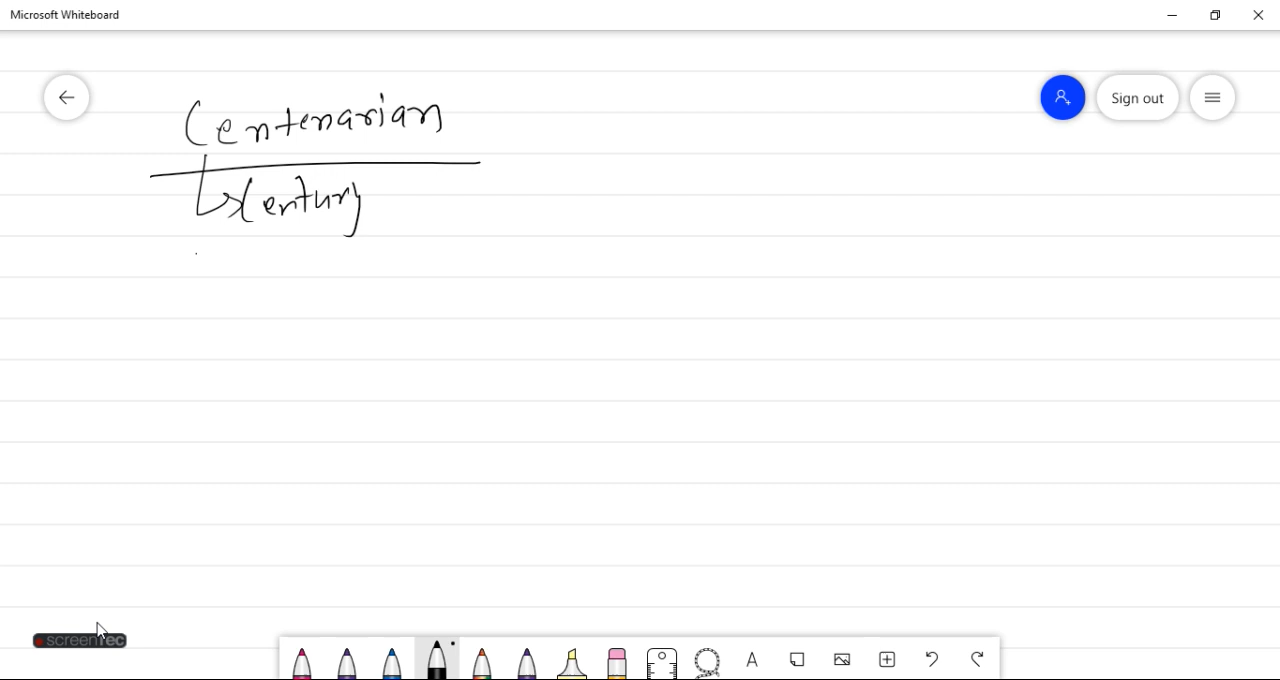 Microsoft Whiteboard
Sign out
Centenarian
Century
screenrec
A